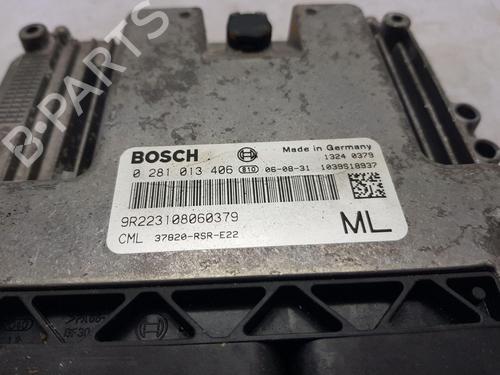 BOSCH
Made in Germany
1324 0379
0 281 013 406 810 06-08-31 1039S18937
9R223108060379
ML
CML 37820-RSR-E22
B-PARTS